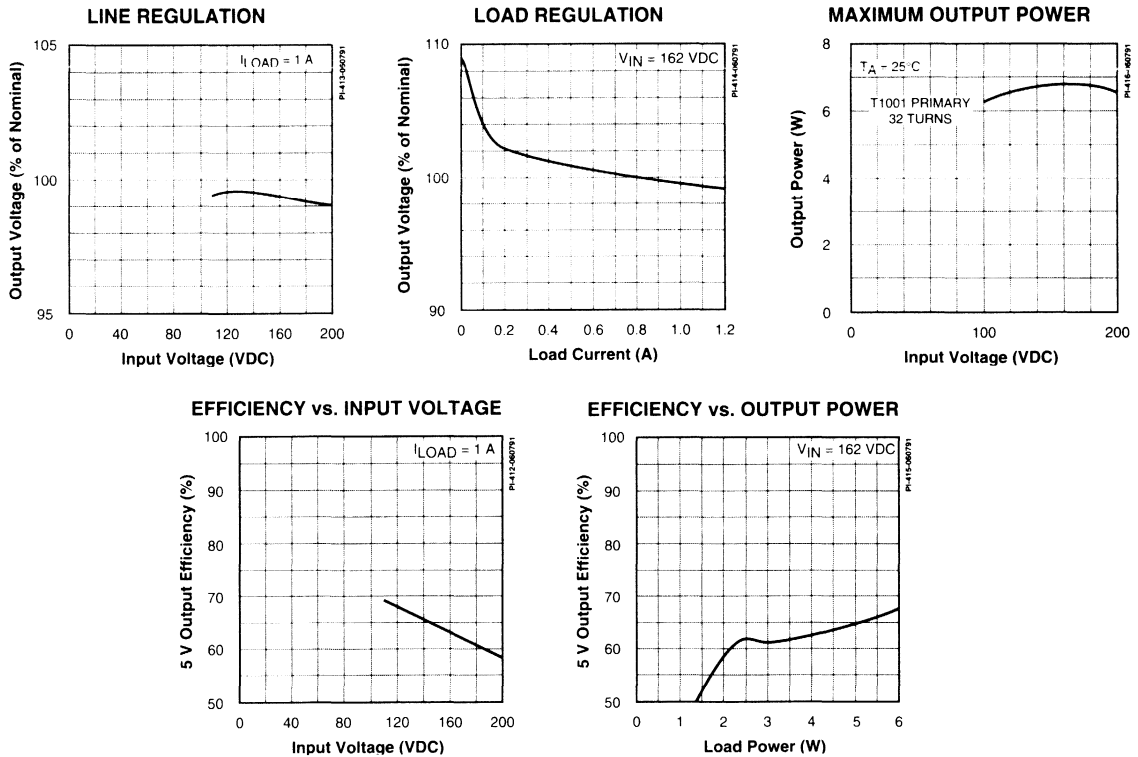 LINE REGULATION
105
100
95
Output Voltage (% of Nominal)
ILOAD = 1 A
PI-413-060791
0 40 80 120 160 200
Input Voltage (VDC)
LOAD REGULATION
110
100
90
Output Voltage (% of Nominal)
VIN = 162 VDC
PI-414-060791
0 0.2 0.4 0.6 0.8 1.0 1.2
Load Current (A)
MAXIMUM OUTPUT POWER
8
6
4
2
0
Output Power (W)
TA = 25°C
T1001 PRIMARY
32 TURNS
PI-416-060791
0 100 200
Input Voltage (VDC)
EFFICIENCY vs. INPUT VOLTAGE
100
90
80
70
60
50
5 V Output Efficiency (%)
ILOAD = 1 A
PI-412-060791
0 40 80 120 160 200
Input Voltage (VDC)
EFFICIENCY vs. OUTPUT POWER
100
90
80
70
60
50
5 V Output Efficiency (%)
VIN = 162 VDC
PI-415-060791
0 1 2 3 4 5 6
Load Power (W)